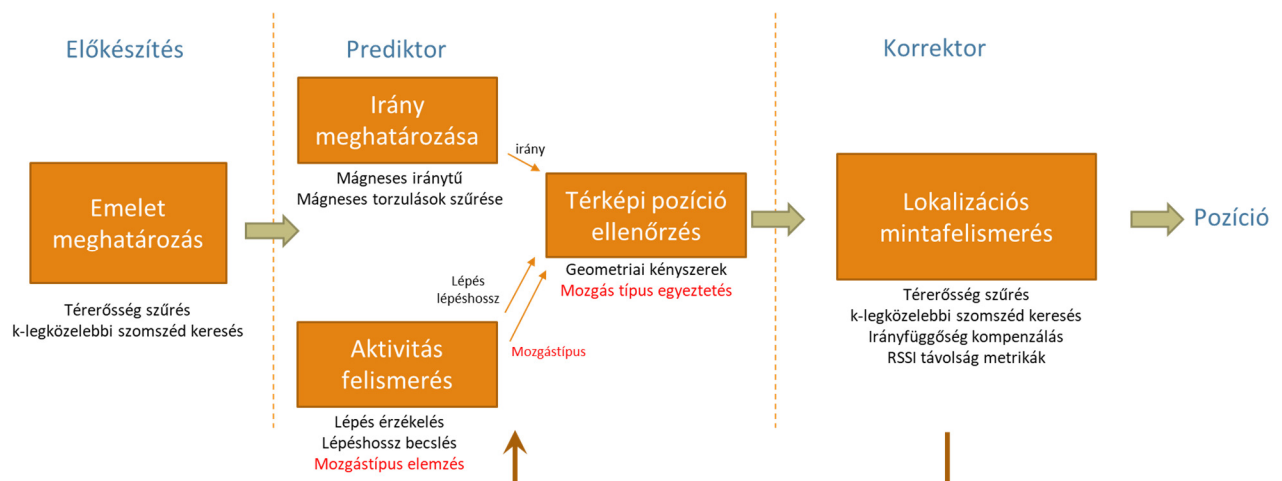 Előkészítés
Prediktor
Korrektor
Emelet
meghatározás
Térerősség szűrés
k-legközelebbi szomszéd keresés
Irány
meghatározása
Mágneses iránytű
Mágneses torzulások szűrése
irány
Aktivitás
felismerés
Lépés érzékelés
Lépéshossz becslés
Mozgástípus elemzés
Lépés
lépéshossz
Mozgástípus
Térképi pozíció
ellenőrzés
Geometriai kényszerek
Mozgás típus egyeztetés
Lokalizációs
mintafelismerés
Térerősség szűrés
k-legközelebbi szomszéd keresés
Irányfüggőség kompenzálás
RSSI távolság metrikák
Pozíció